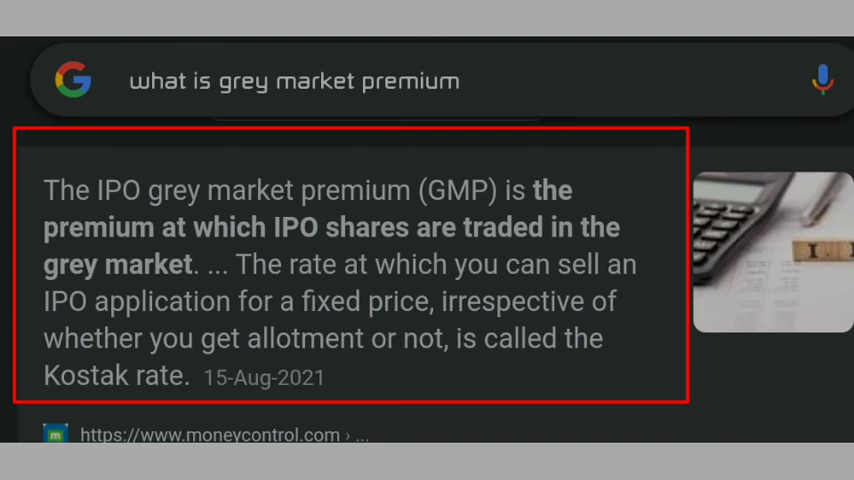 what is grey market premium
The IPO grey market premium (GMP) is the
premium at which IPO shares are traded in the
grey market. ... The rate at which you can sell an
IPO application for a fixed price, irrespective of
whether you get allotment or not, is called the
Kostak rate. 15-Aug-2021
https://www.moneycontrol.com › ...